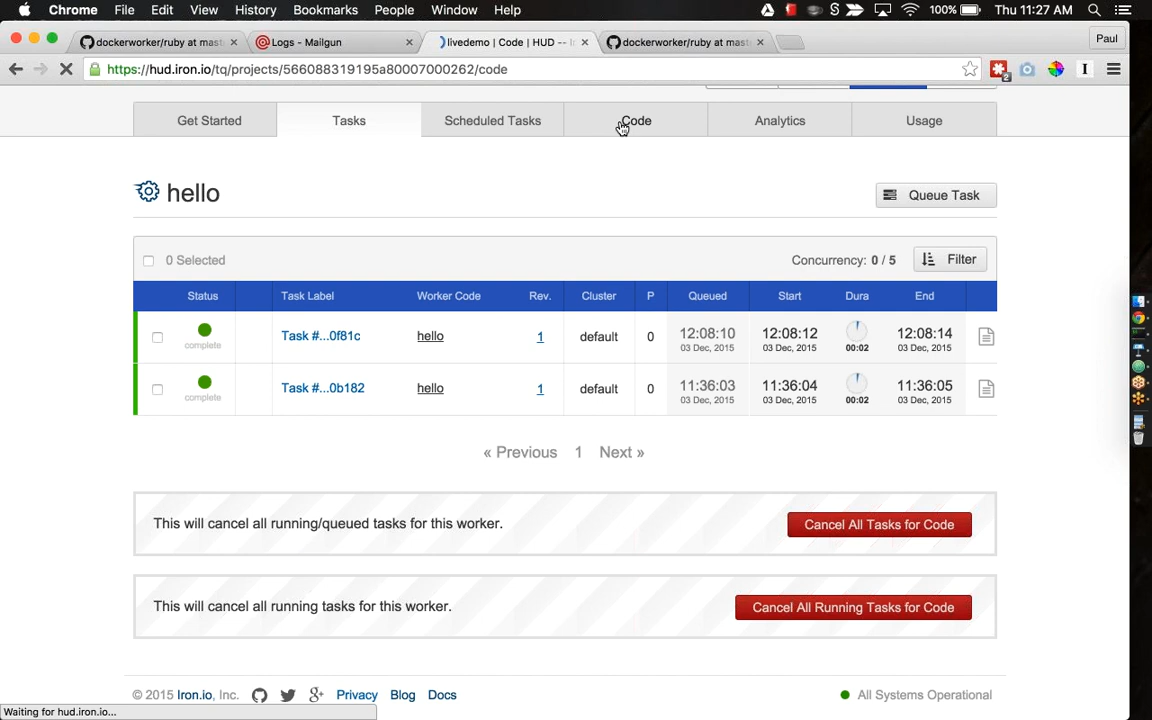 Chrome File Edit View History Bookmarks People Window Help 100% Thu 11:27 AM
dockerworker/ruby at mast × Logs - Mailgun × livedemo | Code | HUD -- × dockerworker/ruby at mast × Paul
https://hud.iron.io/tq/projects/566088319195a80007000262/code
Get Started Tasks Scheduled Tasks Code Analytics Usage
hello
Queue Task
0 Selected Concurrency: 0 / 5 Filter
Status Task Label Worker Code Rev. Cluster P Queued Start Dura End
Task #...0f81c hello 1 default 0 12:08:10 12:08:12 12:08:14
complete 03 Dec, 2015 03 Dec, 2015 00:02 03 Dec, 2015
Task #...0b182 hello 1 default 0 11:36:03 11:36:04 11:36:05
complete 03 Dec, 2015 03 Dec, 2015 00:02 03 Dec, 2015
« Previous 1 Next »
This will cancel all running/queued tasks for this worker. Cancel All Tasks for Code
This will cancel all running tasks for this worker. Cancel All Running Tasks for Code
© 2015 Iron.io, Inc. Privacy Blog Docs All Systems Operational
Waiting for hud.iron.io...